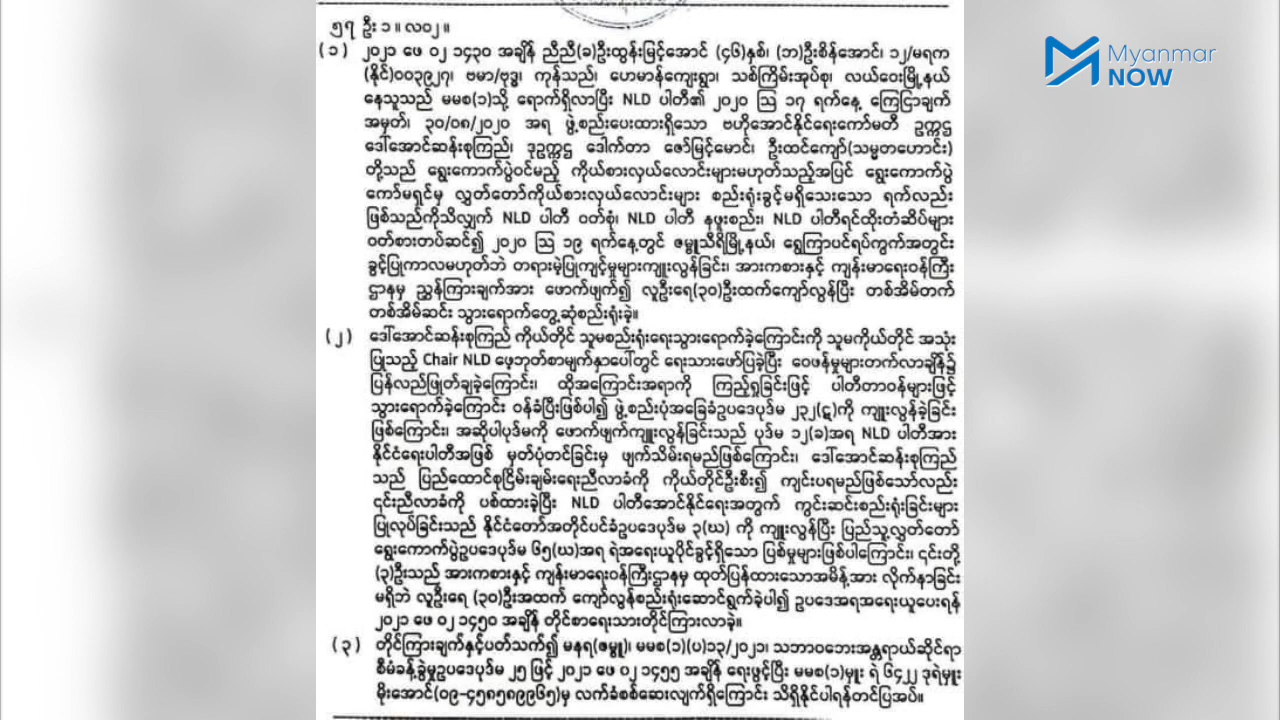 ၅၇ ဦး ၁ ။ လ၀၂ ။
Myanmar
NOW
(၁) ၂၀၂၁ ဖေ ၀၂ ၁၄၃၀ အချိန် ညီညီ(ခ)ဦးထွန်းမြင့်အောင် (၄၆)နှစ်၊ (ဘ)ဦးစိန်အောင်၊ ၁၂/မရက
(နိုင်)၀၀၃၉၂၇၊ ဗမာ/ဗုဒ္ဓ၊ ကုန်သည်၊ ဟေမာန်ကျေးရွာ၊ သစ်ကြိမ်းအုပ်စု၊ လယ်ဝေးမြို့နယ်
နေသူသည် မမစ(၁)သို့ ရောက်ရှိလာပြီး NLD ပါတီ၏ ၂၀၂၀ ဩ ၁၇ ရက်နေ့ ကြေငြာချက်
အမှတ်၊ ၃၀/၀၈/၂၀၂၀ အရ ဖွဲ့စည်းပေးထားရှိသော ဗဟိုအောင်နိုင်ရေးကော်မတီ ဥက္ကဌ
ဒေါ်အောင်ဆန်းစုကြည်၊ ဒုဥက္ကဌ ဒေါက်တာ ဇော်မြင့်မောင်၊ ဦးထင်ကျော်(သမ္မတဟောင်း)
တို့သည် ရွေးကောက်ပွဲဝင်မည့် ကိုယ်စားလှယ်လောင်းများမဟုတ်သည့်အပြင် ရွေးကောက်ပွဲ
ကော်မရှင်မှ လွှတ်တော်ကိုယ်စားလှယ်လောင်းများ စည်းရုံးခွင့်မရှိသေးသော ရက်လည်း
ဖြစ်သည်ကိုသိလျှက် NLD ပါတီ ဝတ်စုံ၊ NLD ပါတီ နဖူးစည်း၊ NLD ပါတီရင်ထိုးတံဆိပ်များ
ဝတ်စားတပ်ဆင်၍ ၂၀၂၀ ဩ ၁၉ ရက်နေ့တွင် ဇမ္ဗူသီရိမြို့နယ်၊ ရွှေကြာပင်ရပ်ကွက်အတွင်း
ခွင့်ပြုကာလမဟုတ်ဘဲ တရားမဲ့ပြုကျင့်မှုများကျူးလွန်ခြင်း၊ အားကစားနှင့် ကျန်းမာရေးဝန်ကြီး
ဌာနမှ ညွှန်ကြားချက်အား ဖောက်ဖျက်၍ လူဦးရေ(၃၀)ဦးထက်ကျော်လွန်ပြီး တစ်အိမ်တက်
တစ်အိမ်ဆင်း သွားရောက်တွေ့ဆုံစည်းရုံးခဲ့။
(၂) ဒေါ်အောင်ဆန်းစုကြည် ကိုယ်တိုင် သူမစည်းရုံးရေးသွားရောက်ခဲ့ကြောင်းကို သူမကိုယ်တိုင် အသုံး
ပြုသည့် Chair NLD ဖေ့ဘုတ်စာမျက်နှာပေါ်တွင် ရေးသားဖော်ပြခဲ့ပြီး ဝေဖန်မှုများတက်လာချိန်၌
ပြန်လည်ဖြုတ်ချခဲ့ကြောင်း၊ ထိုအကြောင်းအရာကို ကြည့်ရှုခြင်းဖြင့် ပါတီတာဝန်များဖြင့်
သွားရောက်ခဲ့ကြောင်း ဝန်ခံပြီးဖြစ်ပါ၍ ဖွဲ့စည်းပုံအခြေခံဥပဒေပုဒ်မ ၂၃၂(ဋ)ကို ကျူးလွန်ခဲ့ခြင်း
ဖြစ်ကြောင်း၊ အဆိုပါပုဒ်မကို ဖောက်ဖျက်ကျူးလွန်ခြင်းသည် ပုဒ်မ ၁၂(ခ)အရ NLD ပါတီအား
နိုင်ငံရေးပါတီအဖြစ် မှတ်ပုံတင်ခြင်းမှ ဖျက်သိမ်းရမည်ဖြစ်ကြောင်း၊ ဒေါ်အောင်ဆန်းစုကြည်
သည် ပြည်ထောင်စုငြိမ်းချမ်းရေးညီလာခံကို ကိုယ်တိုင်ဦးစီး၍ ကျင်းပရမည်ဖြစ်သော်လည်း
၎င်းညီလာခံကို ပစ်ထားခဲ့ပြီး NLD ပါတီအောင်နိုင်ရေးအတွက် ကွင်းဆင်းစည်းရုံးခြင်းများ
ပြုလုပ်ခြင်းသည် နိုင်ငံတော်အတိုင်ပင်ခံဥပဒေပုဒ်မ ၃(ဃ) ကို ကျူးလွန်ပြီး ပြည်သူ့လွှတ်တော်
ရွေးကောက်ပွဲဥပဒေပုဒ်မ ၆၅(ဃ)အရ ရဲအရေးယူပိုင်ခွင့်ရှိသော ပြစ်မှုများဖြစ်ပါကြောင်း၊ ၎င်းတို့
(၃)ဦးသည် အားကစားနှင့် ကျန်းမာရေးဝန်ကြီးဌာနမှ ထုတ်ပြန်ထားသောအမိန့်အား လိုက်နာခြင်း
မရှိဘဲ လူဦးရေ (၃၀)ဦးအထက် ကျော်လွန်စည်းရုံးဆောင်ရွက်ခဲ့ပါ၍ ဥပဒေအရအရေးယူပေးရန်
၂၀၂၁ ဖေ ၀၂ ၁၄၅၀ အချိန် တိုင်စာရေးသားတိုင်ကြားလာခဲ့။
(၃) တိုင်ကြားချက်နှင့်ပတ်သက်၍ မနရ(ဇမ္ဗူ)၊ မမစ(၁)(ပ)၁၃/၂၀၂၁၊ သဘာဝဘေးအန္တရာယ်ဆိုင်ရာ
စီမံခန့်ခွဲမှုဥပဒေပုဒ်မ ၂၅ ဖြင့် ၂၀၂၁ ဖေ ၀၂ ၁၄၅၅ အချိန် ရေးဖွင့်ပြီး မမစ(၁)မှူး ရဲ ၆၄၂၂ ဒုရဲမှူး
မိုးအောင်(၀၉-၄၅၈၅၈၉၉၆၅)မှ လက်ခံစစ်ဆေးလျက်ရှိကြောင်း သိရှိနိုင်ပါရန်တင်ပြအပ်။